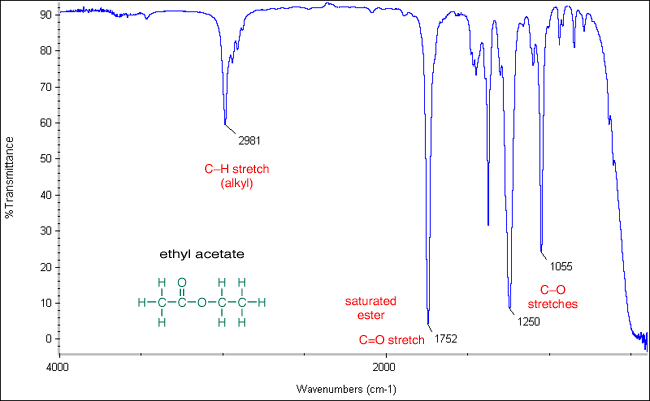 90
80
70
60
50
40
30
20
10
0
%Transmittance
2981
C–H stretch
(alkyl)
ethyl acetate
H O H H
H C C O C C H
H H H
saturated
ester
C=O stretch
1752
1250
1055
C–O
stretches
4000
2000
Wavenumbers (cm-1)